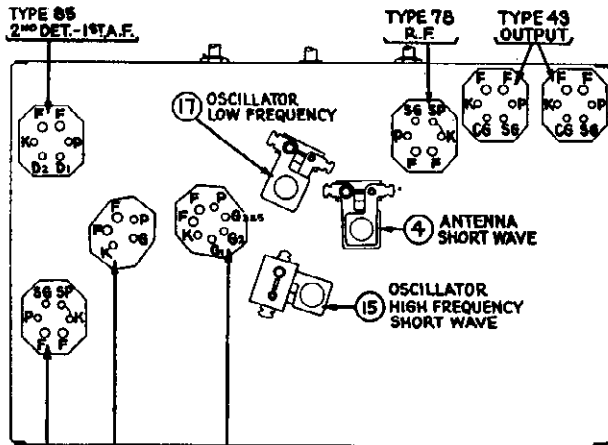 TYPE 85
2ND DET.-1ST A.F.
TYPE 78
R.F.
TYPE 43
OUTPUT
17 OSCILLATOR
LOW FREQUENCY
F F
K P
D2 D1
SG SP
P K
F F
F F
K P
CG SG
F F
K P
CG SG
F P
F G
K
F P
F G3&5
K G2
G1
4 ANTENNA
SHORT WAVE
15 OSCILLATOR
HIGH FREQUENCY
SHORT WAVE
SG SP
P K
F F